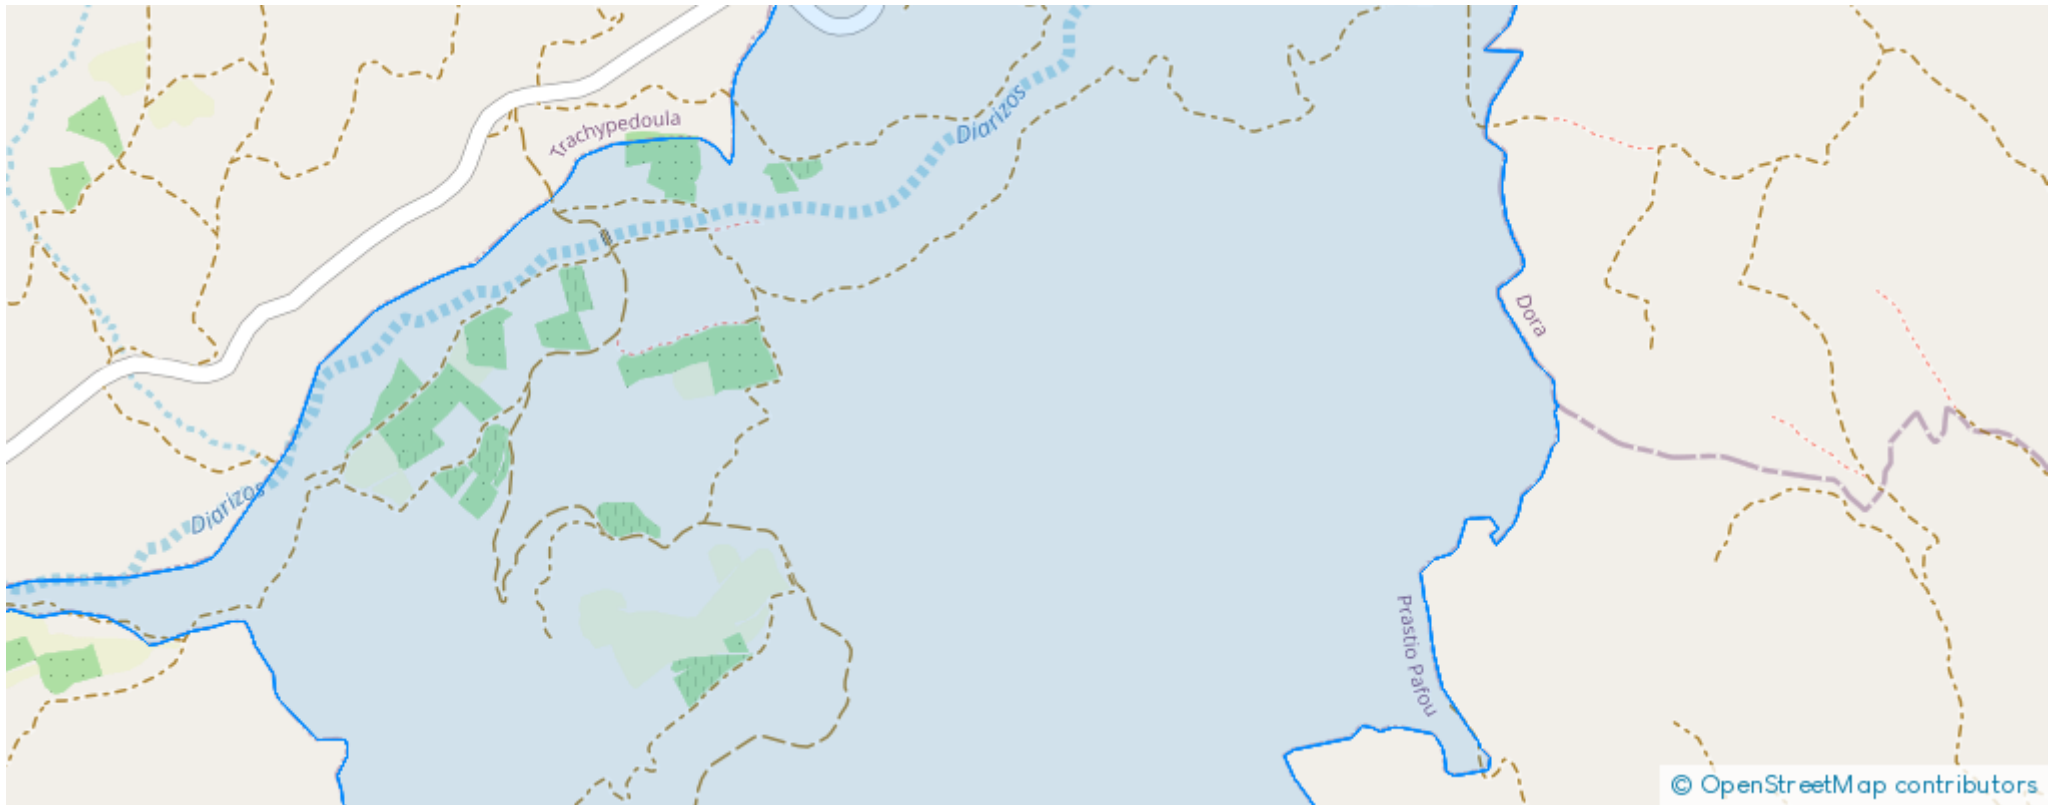 Trachypedoula
Diarizos
Dora
Diarizos
Prastio Pafou
© OpenStreetMap contributors